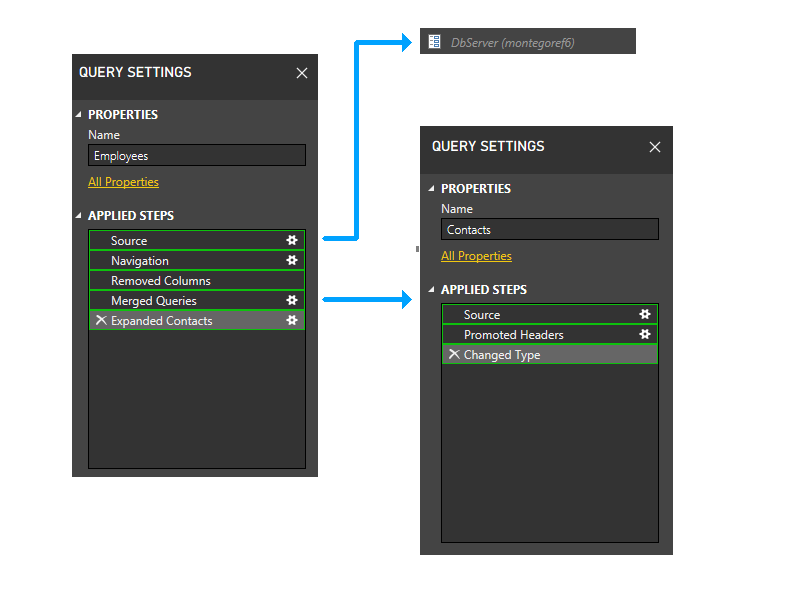 DbServer (montegoref6)
QUERY SETTINGS
PROPERTIES
Name
Employees
All Properties
APPLIED STEPS
Source
Navigation
Removed Columns
Merged Queries
Expanded Contacts
QUERY SETTINGS
PROPERTIES
Name
Contacts
All Properties
APPLIED STEPS
Source
Promoted Headers
Changed Type